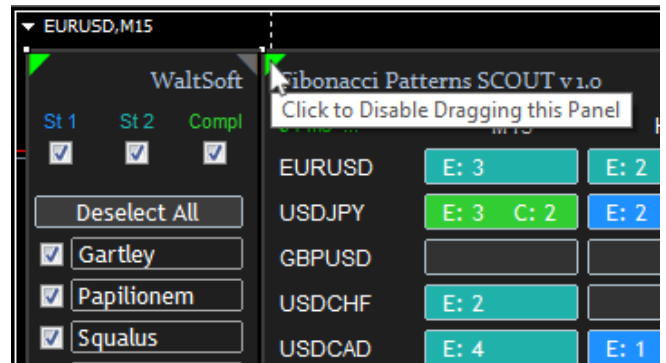 EURUSD,M15
WaltSoft
Fibonacci Patterns SCOUT v 1.0
Click to Disable Dragging this Panel
St 1 St 2 Compl
M15 H
EURUSD E: 3 E: 2
Deselect All
USDJPY E: 3 C: 2 E: 2
Gartley
GBPUSD
Papilionem
USDCHF E: 2
Squalus
USDCAD E: 4 E: 1